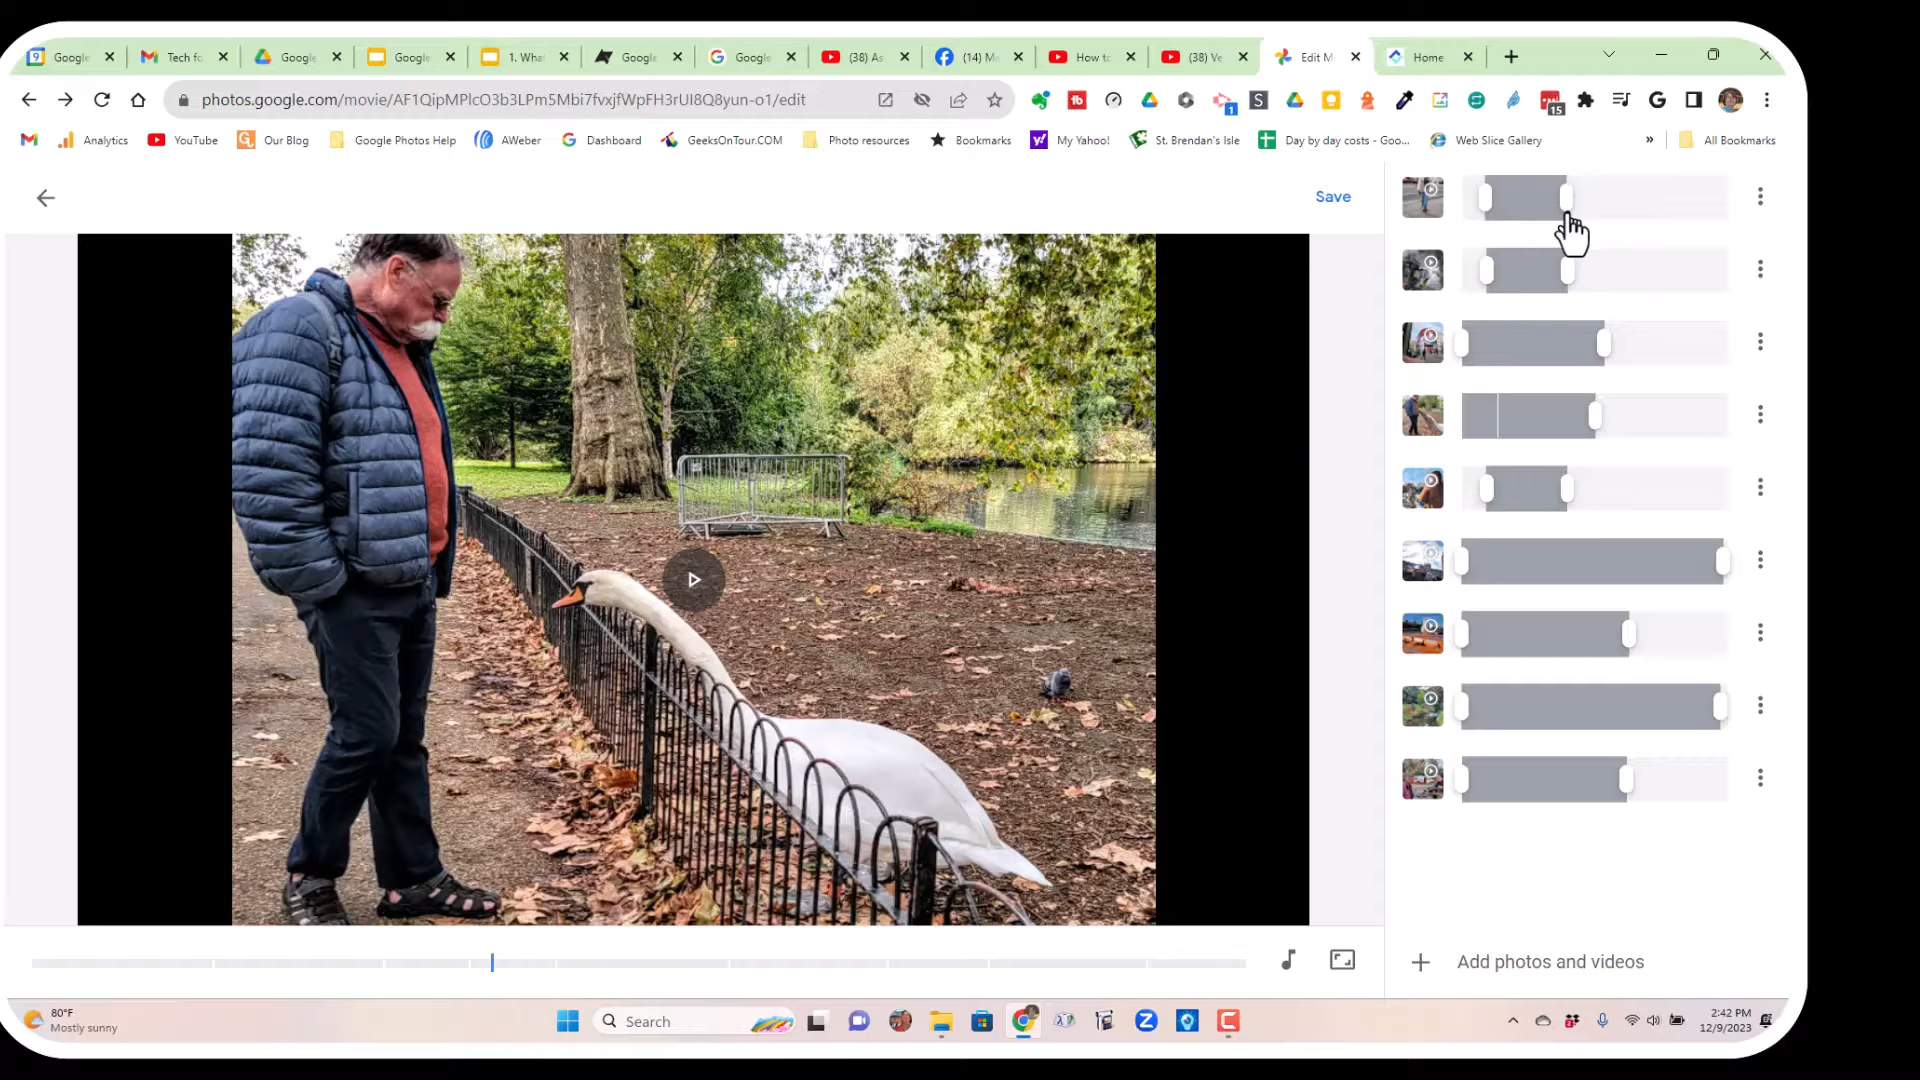 Google
Tech fo
Google
Google
1. What
Google
Google
(38) As
(14) M
How to
(38) Ve
Edit M
Home
photos.google.com/movie/AF1QipMPlcO3b3LPm5Mbi7fvxjfWpFH3rUI8Q8yun-o1/edit
Analytics
YouTube
Our Blog
Google Photos Help
AWeber
Dashboard
GeeksOnTour.COM
Photo resources
Bookmarks
My Yahoo!
St. Brendan's Isle
Day by day costs - Goo...
Web Slice Gallery
»
All Bookmarks
Save
Add photos and videos
80°F
Mostly sunny
Search
2:42 PM
12/9/2023